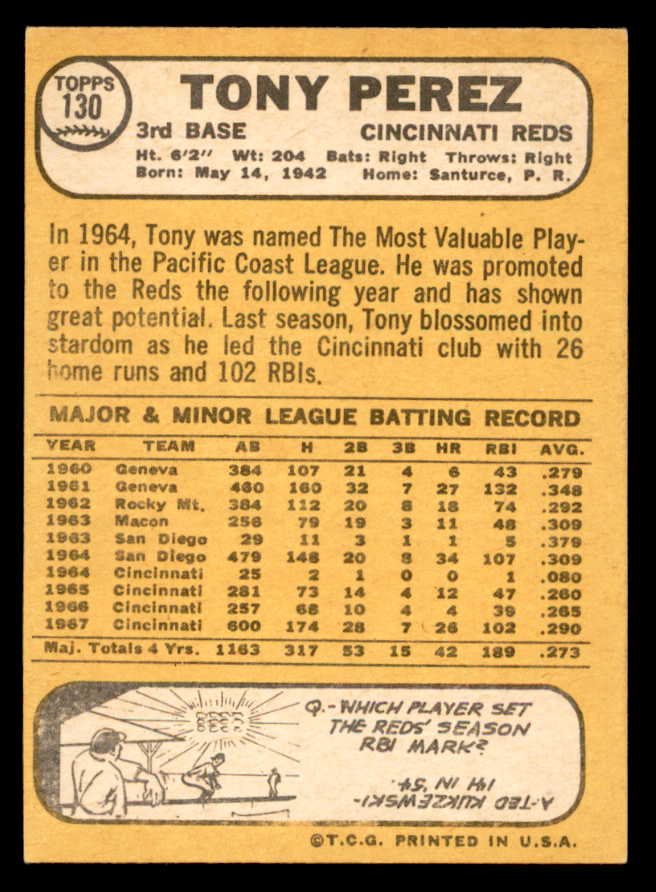 TOPPS
130
TONY PEREZ
3rd BASE CINCINNATI REDS
Ht. 6'2" Wt: 204 Bats: Right Throws: Right
Born: May 14, 1942 Home: Santurce, P. R.
In 1964, Tony was named The Most Valuable Play-
er in the Pacific Coast League. He was promoted
to the Reds the following year and has shown
great potential. Last season, Tony blossomed into
stardom as he led the Cincinnati club with 26
home runs and 102 RBIs.
MAJOR & MINOR LEAGUE BATTING RECORD
YEAR TEAM AB H 2B 3B HR RBI AVG.
1960 Geneva 384 107 21 4 6 43 .279
1961 Geneva 460 160 32 7 27 132 .348
1962 Rocky Mt. 384 112 20 8 18 74 .292
1963 Macon 256 79 19 3 11 48 .309
1963 San Diego 29 11 3 1 1 5 .379
1964 San Diego 479 148 20 8 34 107 .309
1964 Cincinnati 25 2 1 0 0 1 .080
1965 Cincinnati 281 73 14 4 12 47 .260
1966 Cincinnati 257 68 10 4 4 39 .265
1967 Cincinnati 600 174 28 7 26 102 .290
Maj. Totals 4 Yrs. 1163 317 53 15 42 189 .273
Q.-WHICH PLAYER SET
THE REDS' SEASON
RBI MARK?
A-TED KLUKZEWSKI-
141 IN 54.
©T.C.G. PRINTED IN U.S.A.